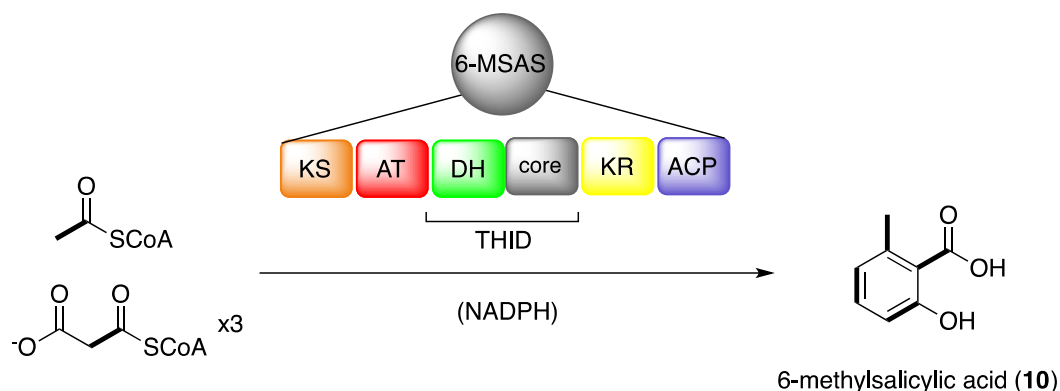 6-MSAS
KS AT DH core KR ACP
THID
O
SCoA
O O
-O SCoA x3
(NADPH)
O
OH
OH
6-methylsalicylic acid (10)